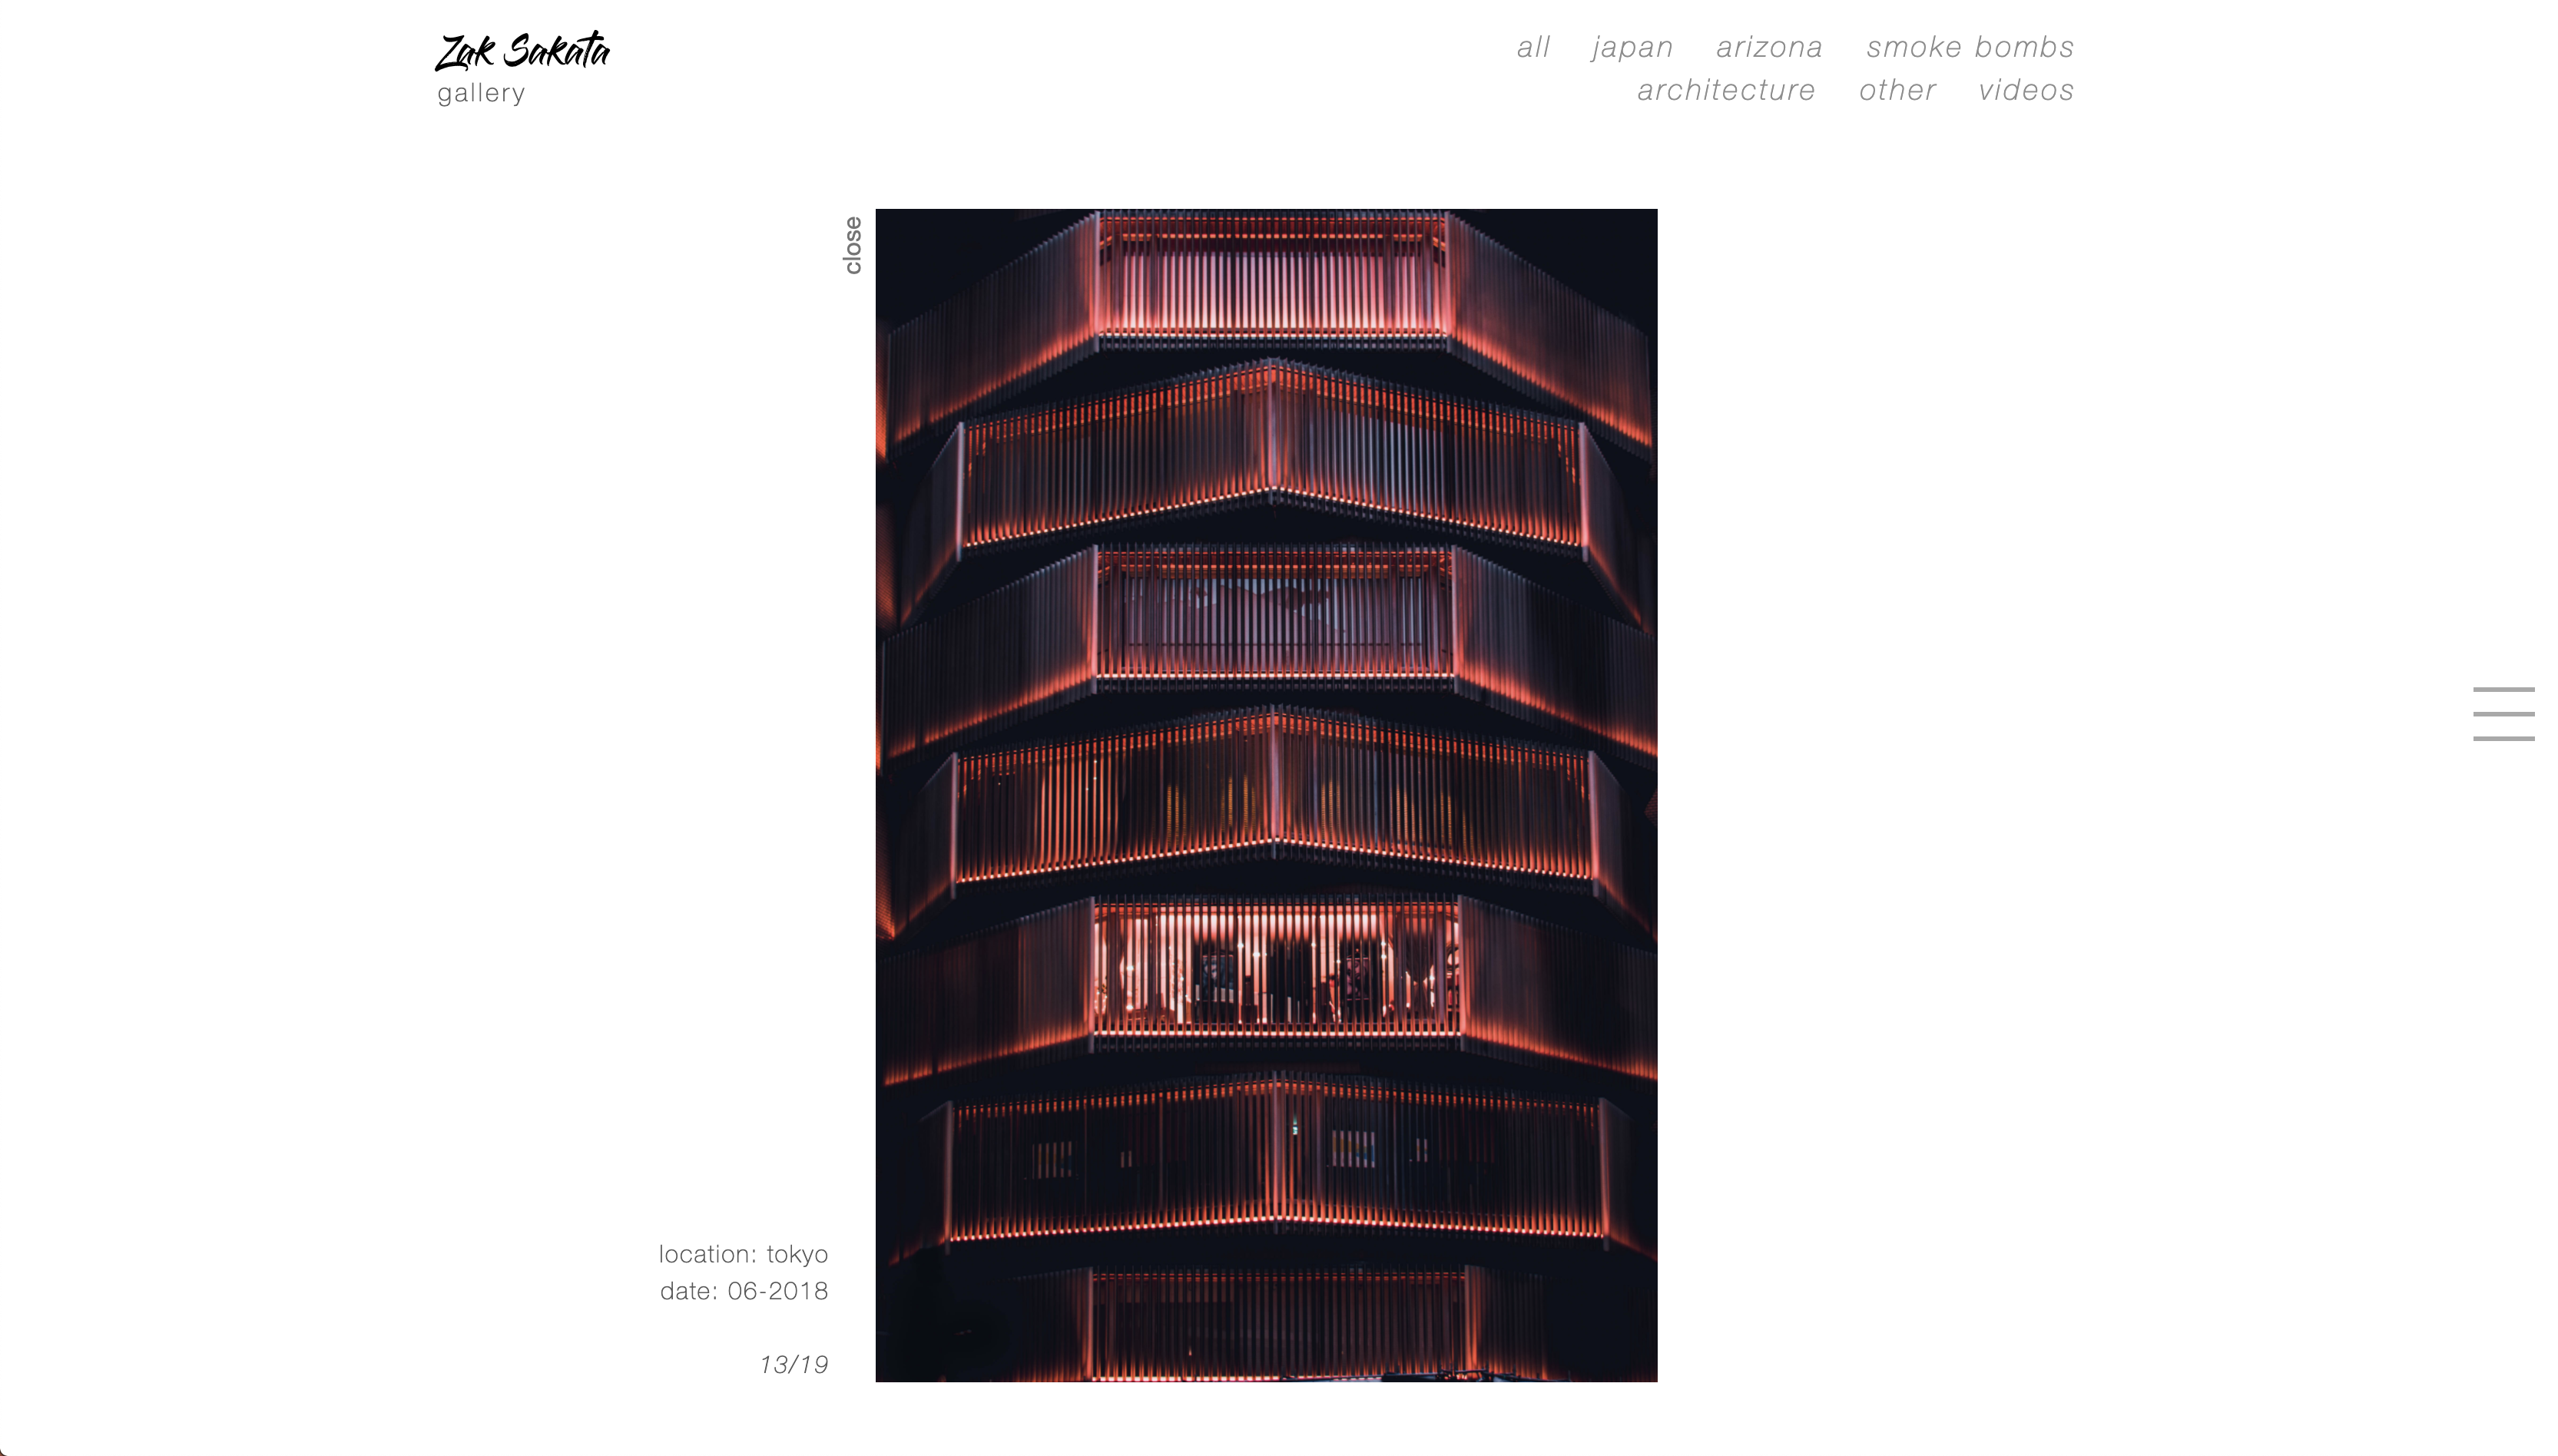 Zak Sakata
gallery
all japan arizona smoke bombs
architecture other videos
close
location: tokyo
date: 06-2018
13/19